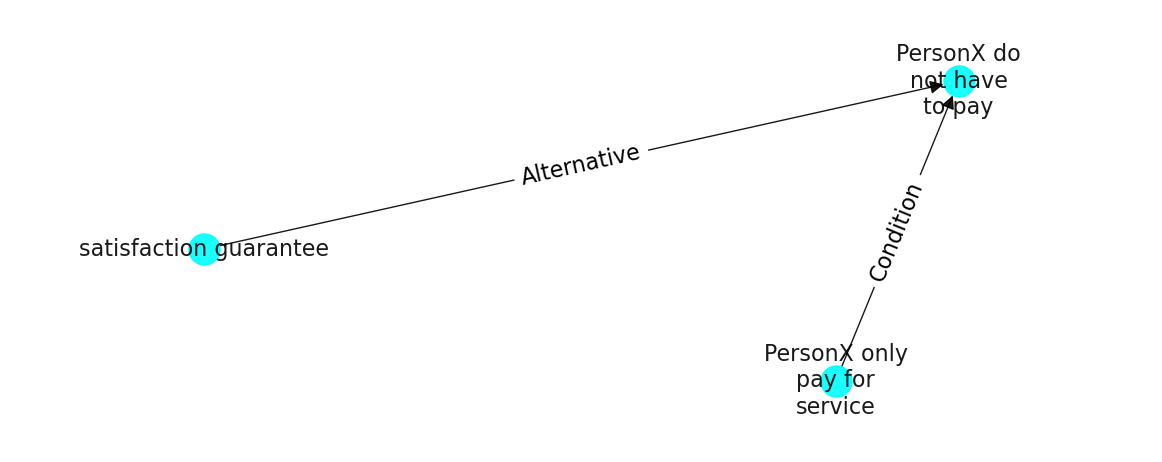 PersonX do
not have
to pay
Alternative
Condition
satisfaction guarantee
PersonX only
pay for
service